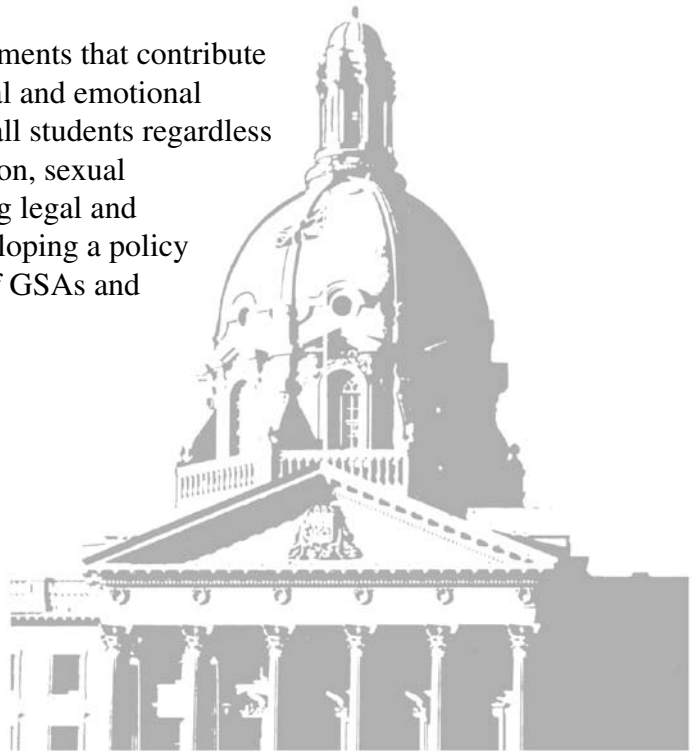 ments that contribute
al and emotional
all students regardless
on, sexual
g legal and
loping a policy
f GSAs and